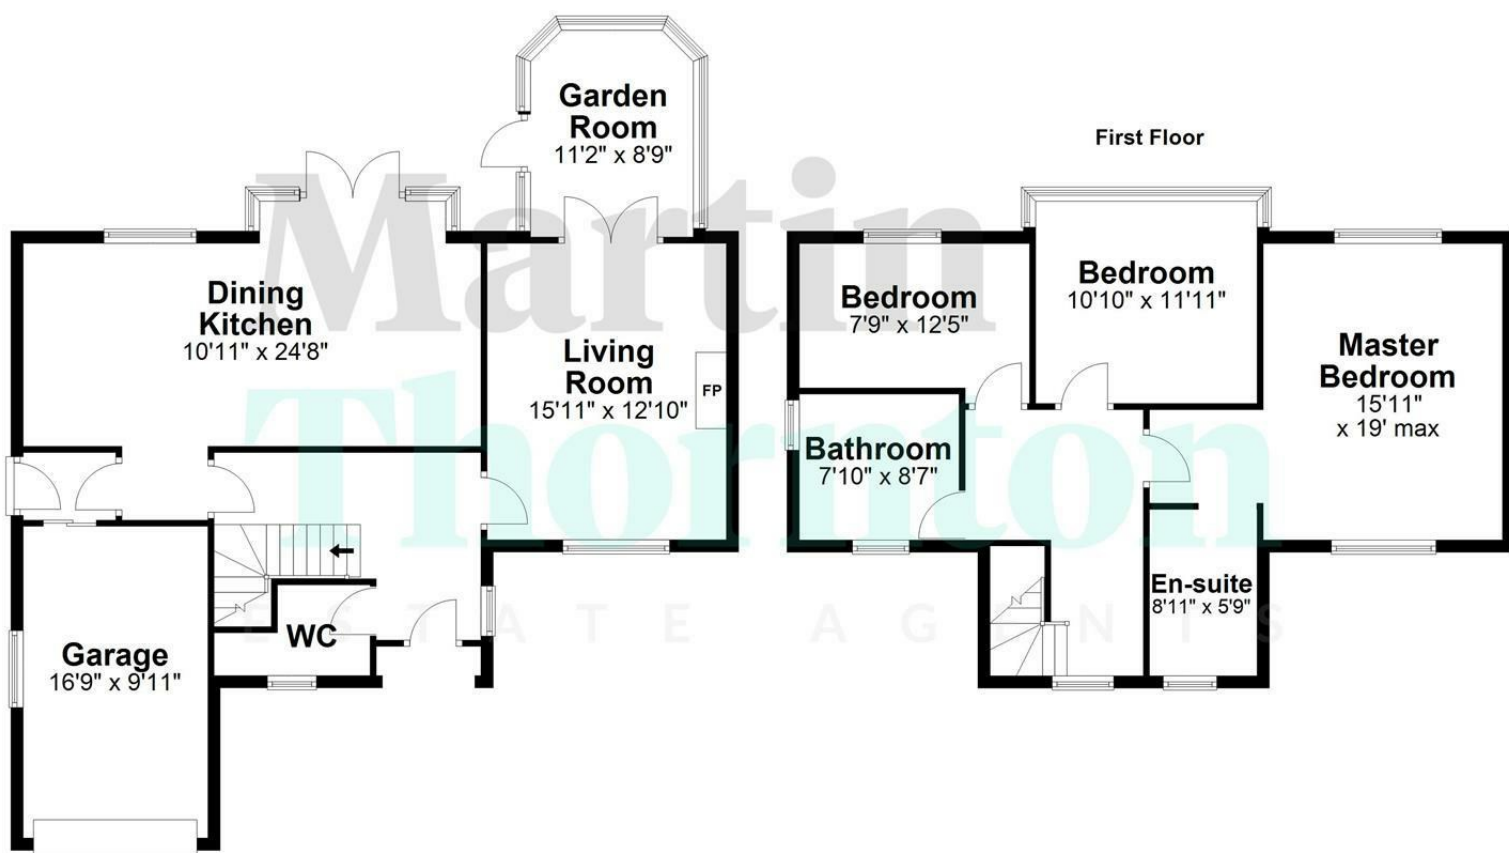 Garden
Room
11'2" x 8'9"
Dining
Kitchen
10'11" x 24'8"
Living
Room
15'11" x 12'10"
FP
WC
Garage
16'9" x 9'11"
First Floor
Bedroom
7'9" x 12'5"
Bedroom
10'10" x 11'11"
Master
Bedroom
15'11"
x 19' max
Bathroom
7'10" x 8'7"
En-suite
8'11" x 5'9"
Martin
Thornton
ESTATE AGENTS